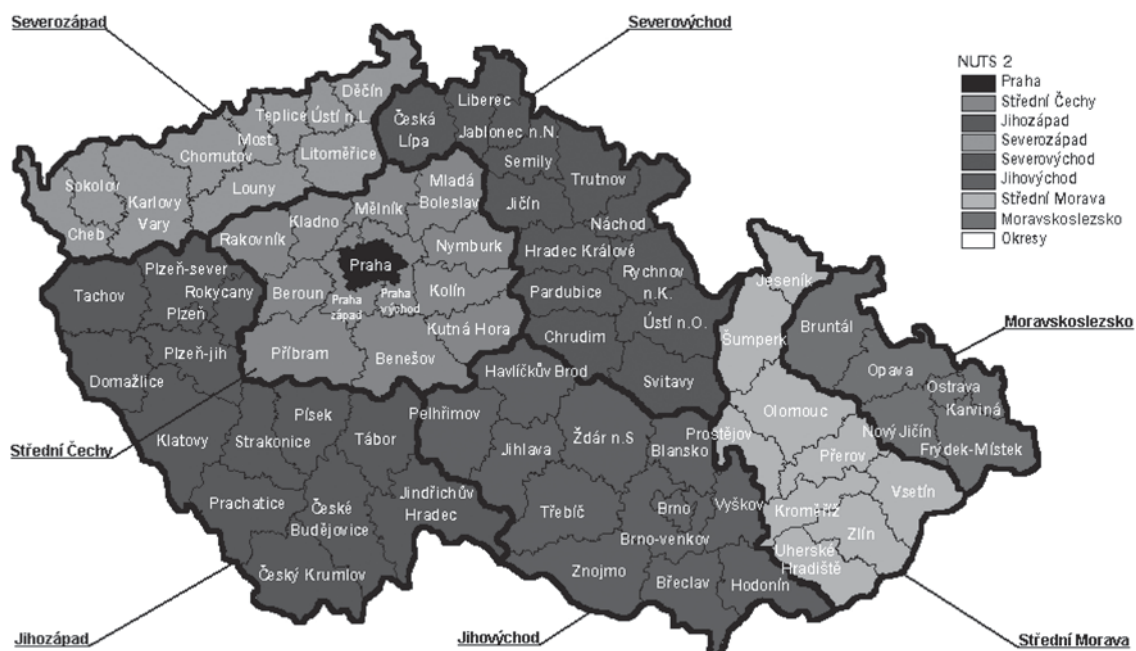 Severozápad
Severovýchod
NUTS 2
Praha
Střední Čechy
Jihozápad
Severozápad
Severovýchod
Jihovýchod
Střední Morava
Moravskoslezsko
Okresy
Děčín
Teplice
Ústí n.L.
Most
Chomutov
Litoměřice
Louny
Sokolov
Karlovy
Vary
Cheb
Česká
Lípa
Liberec
Jablonec n.N.
Semily
Trutnov
Jičín
Náchod
Hradec Králové
Rychnov
n.K.
Pardubice
Ústí n.O.
Chrudim
Svitavy
Mladá
Boleslav
Mělník
Kladno
Rakovník
Nymburk
Praha
Kolín
Beroun
Praha
západ
Praha
východ
Kutná Hora
Příbram
Benešov
Plzeň-sever
Tachov
Rokycany
Plzeň
Plzeň-jih
Domažlice
Klatovy
Písek
Strakonice
Tábor
Prachatice
České
Budějovice
Jindřichův
Hradec
Český Krumlov
Havlíčkův Brod
Pelhřimov
Jihlava
Ždár n.S
Blansko
Třebíč
Brno
Vyškov
Brno-venkov
Znojmo
Břeclav
Hodonín
Jeseník
Šumperk
Olomouc
Prostějov
Přerov
Kroměříž
Vsetín
Zlín
Uherské
Hradiště
Bruntál
Opava
Ostrava
Karviná
Nový Jičín
Frýdek-Místek
Moravskoslezsko
Střední Čechy
Jihozápad
Jihovýchod
Střední Morava